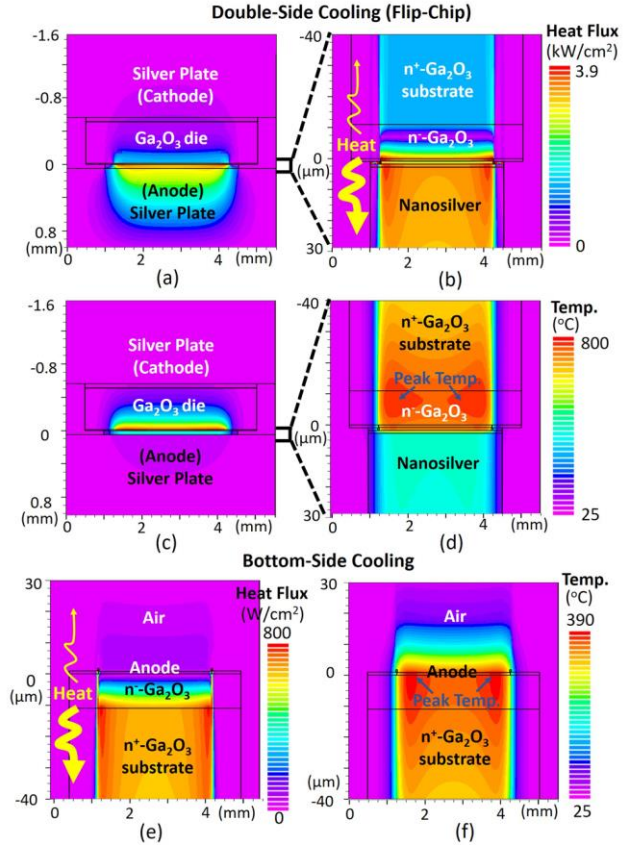 Double-Side Cooling (Flip-Chip)
-1.6
-0.8
0
0.8
(mm)
Silver Plate
(Cathode)
Ga₂O₃ die
(Anode)
Silver Plate
0 2 4 (mm)
(a)
-40
0
(μm)
30
n⁺-Ga₂O₃
substrate
n⁻-Ga₂O₃
Heat
Nanosilver
0 2 4 (mm)
(b)
Heat Flux
(kW/cm²)
3.9
0
-1.6
-0.8
0
0.8
(mm)
Silver Plate
(Cathode)
Ga₂O₃ die
(Anode)
Silver Plate
0 2 4 (mm)
(c)
-40
0
(μm)
30
n⁺-Ga₂O₃
substrate
Peak Temp.
n⁻-Ga₂O₃
Nanosilver
0 2 4 (mm)
(d)
Temp.
(°C)
800
25
Bottom-Side Cooling
30
0
(μm)
-40
Air
Anode
n⁻-Ga₂O₃
Heat
n⁺-Ga₂O₃
substrate
0 2 4 (mm)
(e)
Heat Flux
(W/cm²)
800
0
30
0
(μm)
-40
Air
Anode
Peak Temp.
n⁺-Ga₂O₃
substrate
0 2 4 (mm)
(f)
Temp.
(°C)
390
25